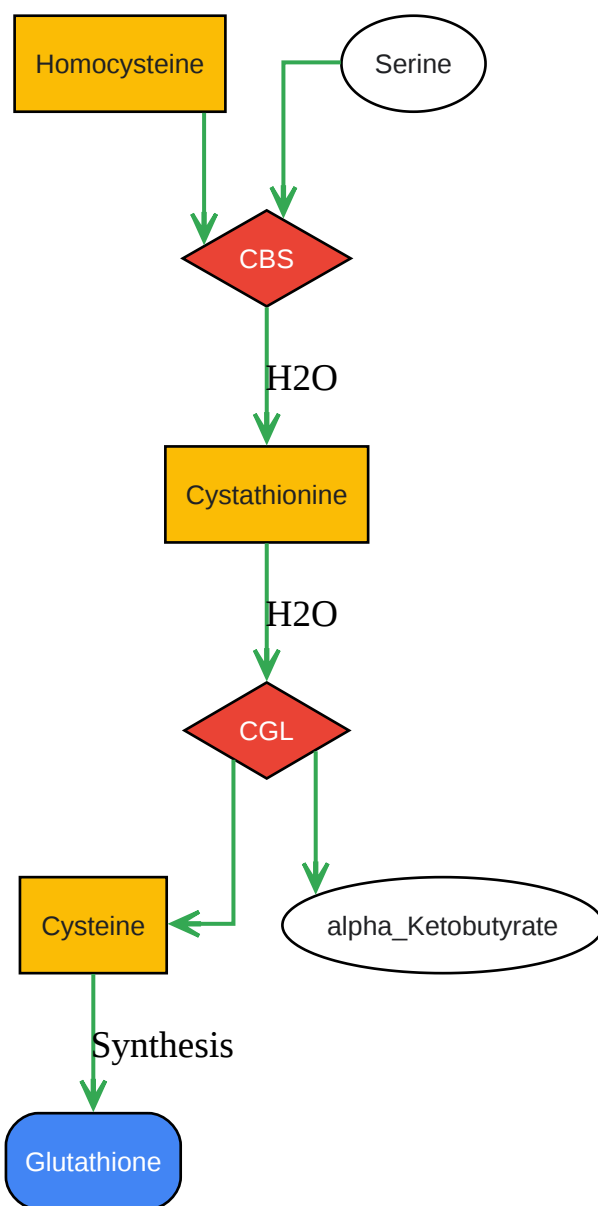 Homocysteine
Serine
CBS
H2O
Cystathionine
H2O
CGL
Cysteine
alpha_Ketobutyrate
Synthesis
Glutathione